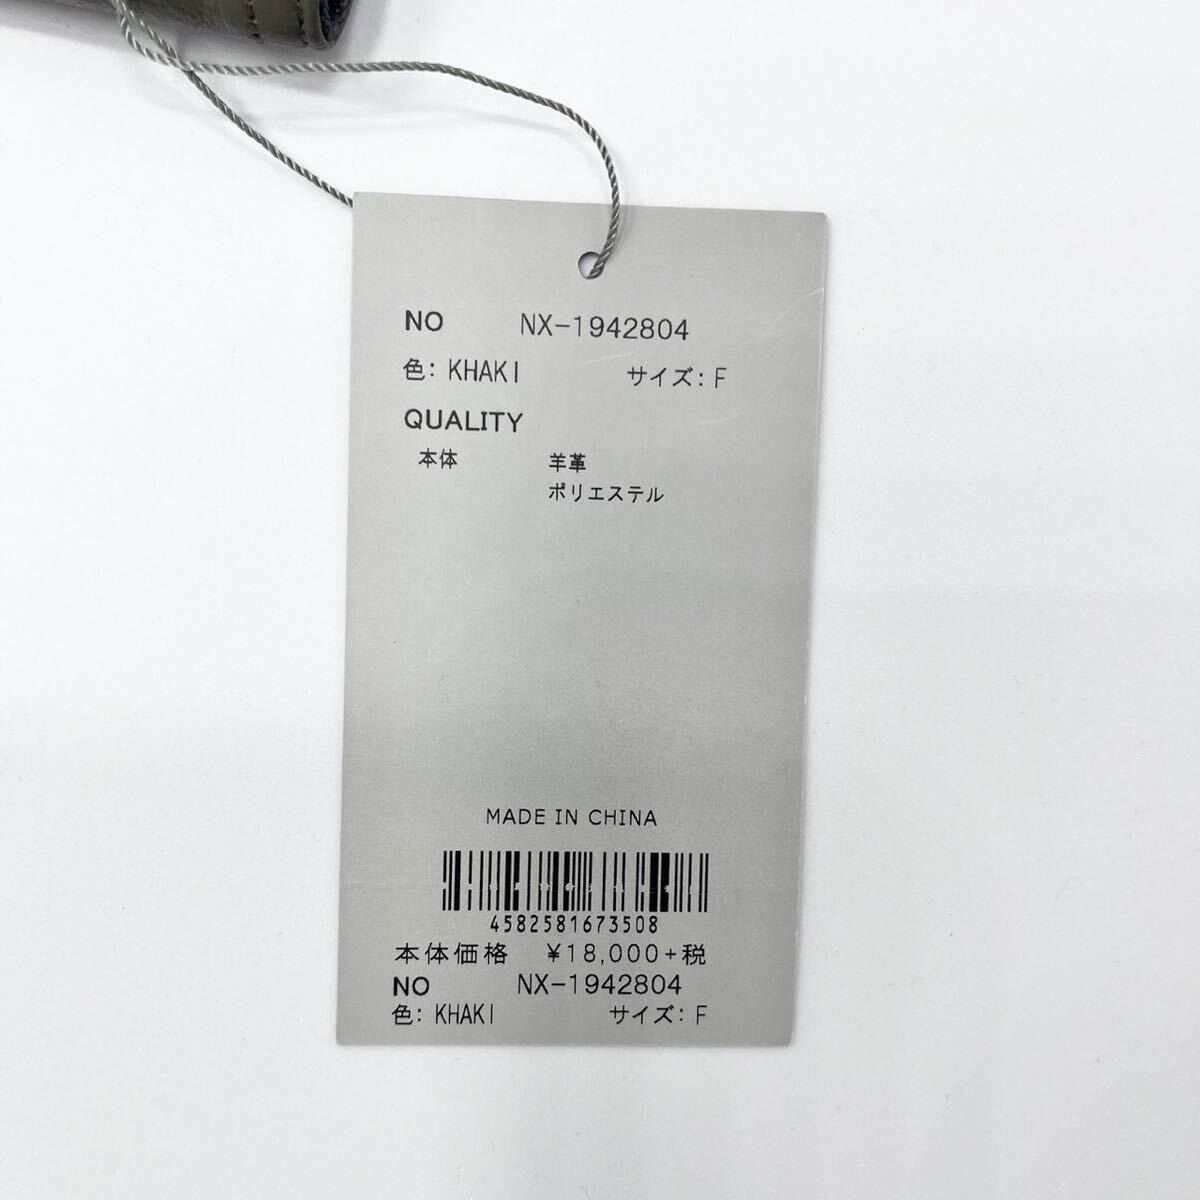 NO NX-1942804
色: KHAKI サイズ: F
QUALITY
本体 羊革
ポリエステル
MADE IN CHINA
4582581673508
本体価格 ¥18,000+税
NO NX-1942804
色: KHAKI サイズ: F